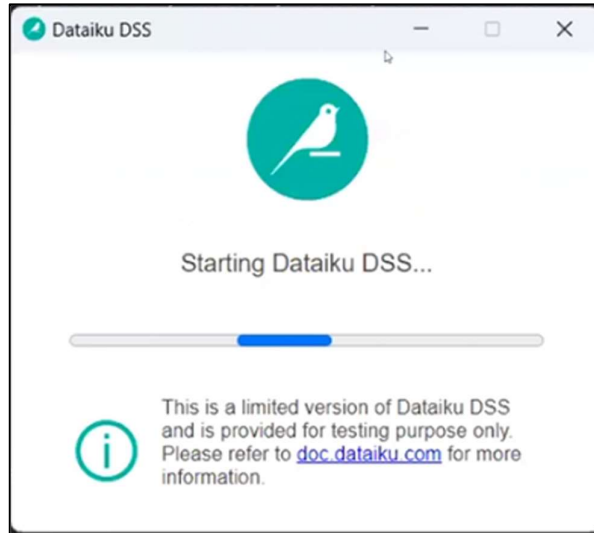 Dataiku DSS
Starting Dataiku DSS...
This is a limited version of Dataiku DSS
and is provided for testing purpose only.
Please refer to doc.dataiku.com for more
information.